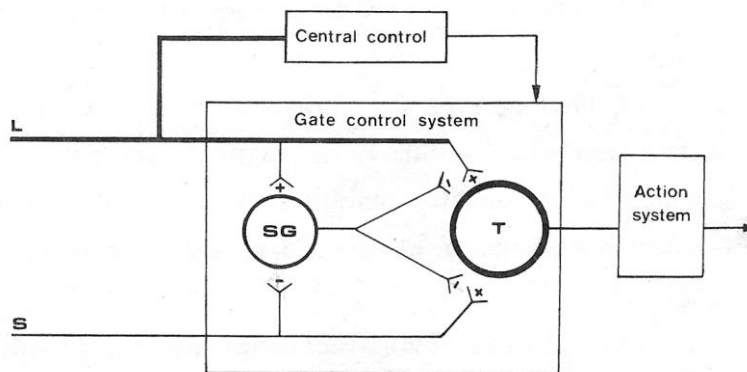 Central control
L
Gate control system
+
+
-
SG
T
Action
system
-
-
+
S